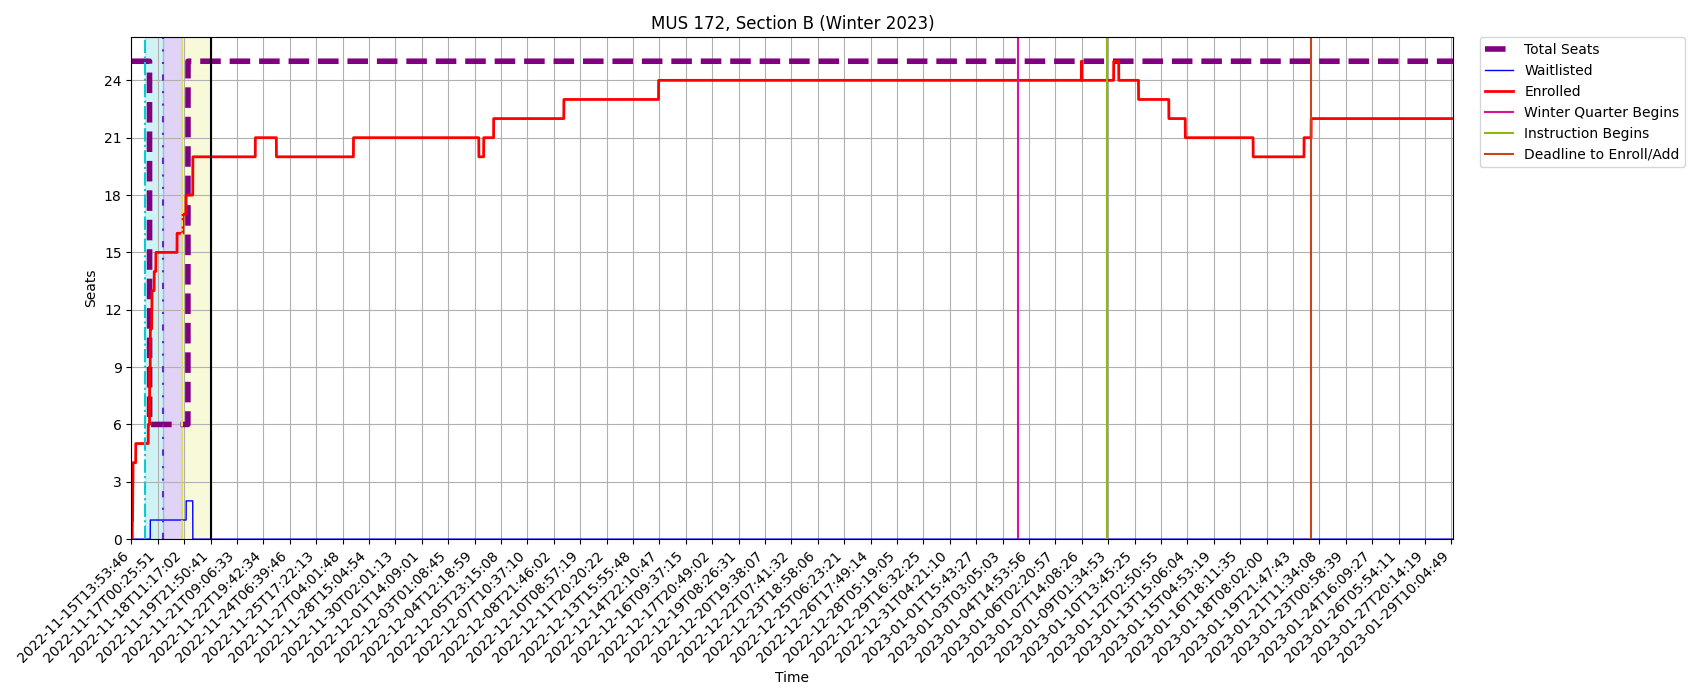 MUS 172, Section B (Winter 2023)
Total Seats
Waitlisted
Enrolled
Winter Quarter Begins
Instruction Begins
Deadline to Enroll/Add
Seats
24
21
18
15
12
9
6
3
0
2022-11-15T13:53:46
2022-11-17T00:25:51
2022-11-18T11:17:02
2022-11-19T21:50:41
2022-11-21T09:06:33
2022-11-22T19:42:34
2022-11-24T06:39:46
2022-11-25T17:22:13
2022-11-27T04:01:48
2022-11-28T15:04:54
2022-11-30T02:01:13
2022-12-01T14:09:01
2022-12-03T01:08:45
2022-12-04T12:18:59
2022-12-05T23:15:08
2022-12-07T10:37:10
2022-12-08T21:46:02
2022-12-10T08:57:19
2022-12-11T20:20:22
2022-12-13T15:55:48
2022-12-14T22:10:47
2022-12-16T09:37:15
2022-12-17T20:49:02
2022-12-19T08:26:31
2022-12-20T19:38:07
2022-12-22T07:41:32
2022-12-23T18:58:06
2022-12-25T06:23:21
2022-12-26T17:49:14
2022-12-28T05:19:05
2022-12-29T16:32:25
2022-12-31T04:21:10
2023-01-01T15:43:27
2023-01-03T03:05:03
2023-01-04T14:53:56
2023-01-06T02:20:57
2023-01-07T14:08:26
2023-01-09T01:34:53
2023-01-10T13:45:25
2023-01-12T02:50:55
2023-01-13T15:06:04
2023-01-15T04:53:19
2023-01-16T18:11:35
2023-01-18T08:02:00
2023-01-19T21:47:43
2023-01-21T11:34:08
2023-01-23T00:58:39
2023-01-24T16:09:27
2023-01-26T05:54:11
2023-01-27T20:14:19
2023-01-29T10:04:49
Time